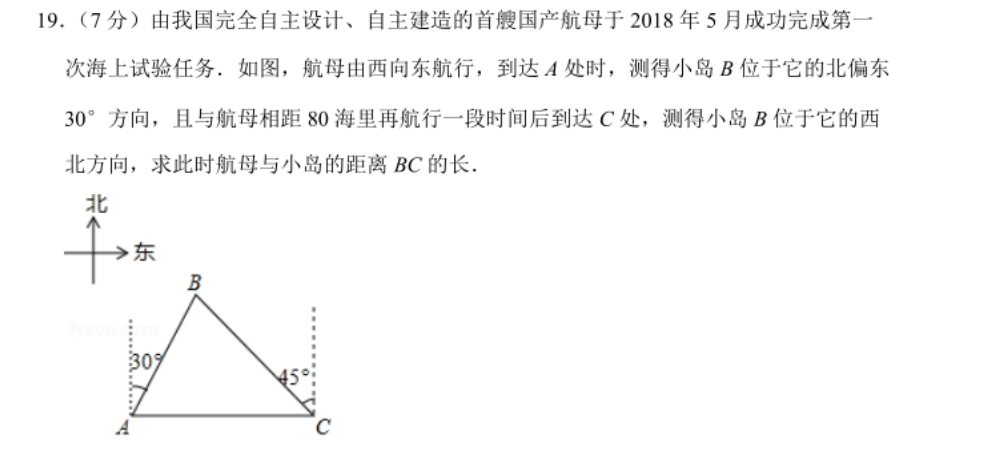 19.（7 分）由我国完全自主设计、自主建造的首艘国产航母于 2018 年 5 月成功完成第一
次海上试验任务．如图，航母由西向东航行，到达 A 处时，测得小岛 B 位于它的北偏东
30° 方向，且与航母相距 80 海里再航行一段时间后到达 C 处，测得小岛 B 位于它的西
北方向，求此时航母与小岛的距离 BC 的长．
北
东
B
30°
45°
A
C